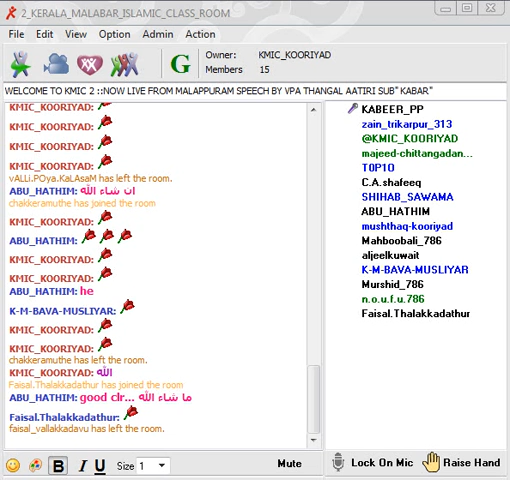 2_KERALA_MALABAR_ISLAMIC_CLASS_ROOM
File Edit View Option Admin Action
G Owner: KMIC_KOORIYAD
Members 15
WELCOME TO KMIC 2 ::NOW LIVE FROM MALAPPURAM SPEECH BY VPA THANGAL AATIRI SUB" KABAR"
KMIC_KOORIYAD:
KMIC_KOORIYAD:
KMIC_KOORIYAD:
KMIC_KOORIYAD:
vALLi.POya.KaLAsaM has left the room.
ABU_HATHIM: ان شاء الله
chakkeramuthe has joined the room
KMIC_KOORIYAD:
ABU_HATHIM:
KMIC_KOORIYAD:
KMIC_KOORIYAD:
ABU_HATHIM: he
K-M-BAVA-MUSLIYAR:
KMIC_KOORIYAD:
KMIC_KOORIYAD:
chakkeramuthe has left the room.
KMIC_KOORIYAD: الله
Faisal.Thalakkadathur has joined the room
ABU_HATHIM: good clr... ما شاء الله
Faisal.Thalakkadathur:
faisal_vallakkadavu has left the room.
KABEER_PP
zain_trikarpur_313
@KMIC_KOORIYAD
majeed-chittangadan...
T0P1O
C.A.shafeeq
SHIHAB_SAWAMA
ABU_HATHIM
mushthaq-kooriyad
Mahboobali_786
aljeelkuwait
K-M-BAVA-MUSLIYAR
Murshid_786
n.o.u.f.u.786
Faisal.Thalakkadathur
B I U Size 1 Mute
Lock On Mic Raise Hand